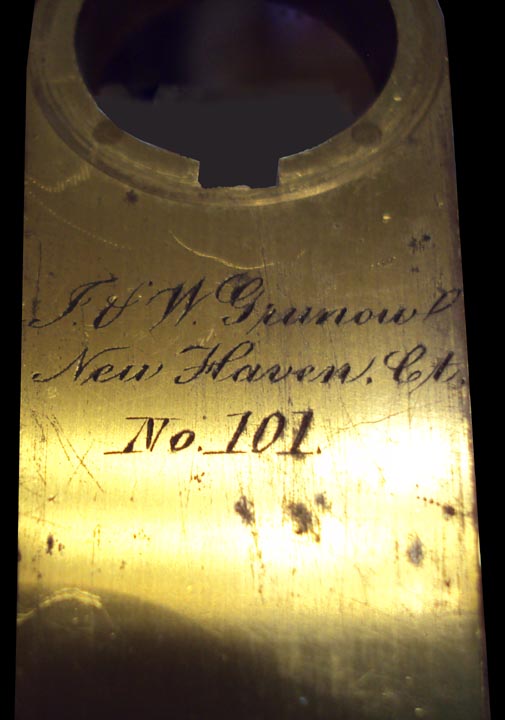 J. & W. Grunow
New Haven, Ct.
No. 101.